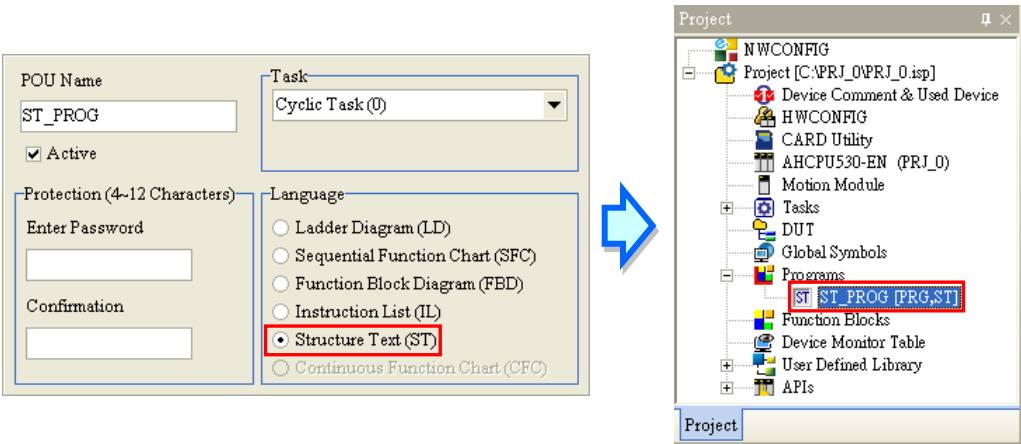 POU Name
ST_PROG
Active
Task
Cyclic Task (0)
Protection (4~12 Characters)
Enter Password
Confirmation
Language
Ladder Diagram (LD)
Sequential Function Chart (SFC)
Function Block Diagram (FBD)
Instruction List (IL)
Structure Text (ST)
Continuous Function Chart (CFC)
Project
NWCONFIG
Project [C:\PRJ_0\PRJ_0.isp]
Device Comment & Used Device
HWCONFIG
CARD Utility
AHCPU530-EN (PRJ_0)
Motion Module
Tasks
DUT
Global Symbols
Programs
ST ST_PROG [PRG,ST]
Function Blocks
Device Monitor Table
User Defined Library
APIs
Project